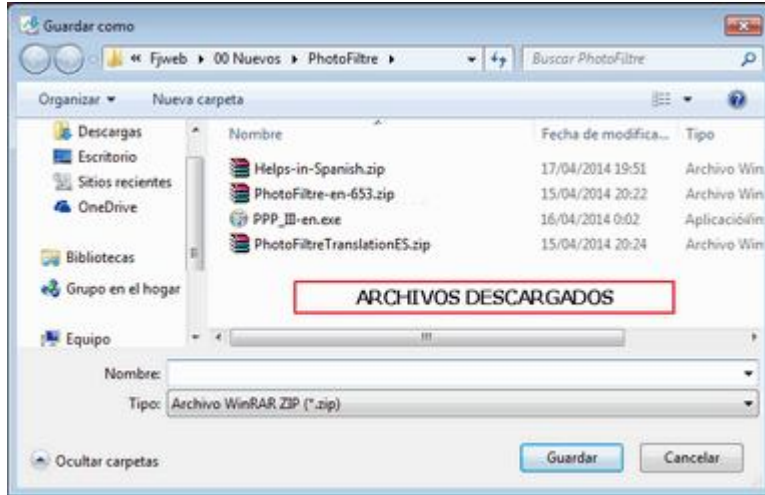 Guardar como
« Fjweb ▸ 00 Nuevos ▸ PhotoFiltre ▸ Buscar PhotoFiltre
Organizar Nueva carpeta
Descargas
Escritorio
Sitios recientes
OneDrive
Bibliotecas
Grupo en el hogar
Equipo
Nombre Fecha de modifica... Tipo
Helps-in-Spanish.zip 17/04/2014 19:51 Archivo Win
PhotoFiltre-en-653.zip 15/04/2014 20:22 Archivo Win
PPP_III-en.exe 16/04/2014 0:02 Aplicación
PhotoFiltreTranslationES.zip 15/04/2014 20:24 Archivo Win
ARCHIVOS DESCARGADOS
Nombre:
Tipo: Archivo WinRAR ZIP (*.zip)
Ocultar carpetas Guardar Cancelar